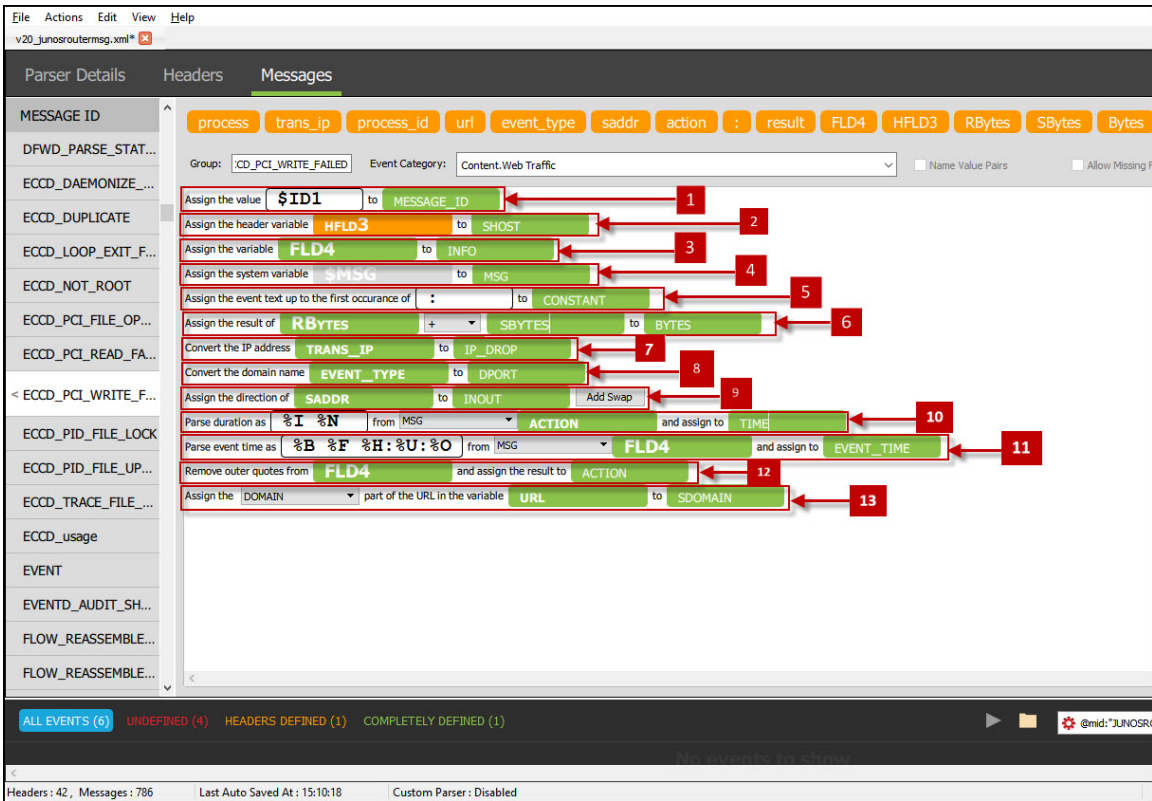 File Actions Edit View Help
v20_junosroutermsg.xml*
Parser Details Headers Messages
MESSAGE ID
process trans_ip process_id url event_type saddr action : result FLD4 HFLD3 RBytes SBytes Bytes
DFWD_PARSE_STAT...
Group: :CD_PCI_WRITE_FAILED Event Category: Content.Web Traffic Name Value Pairs Allow Missing F
ECCD_DAEMONIZE_...
Assign the value $ID1 to MESSAGE_ID 1
ECCD_DUPLICATE
Assign the header variable HFLD3 to SHOST 2
ECCD_LOOP_EXIT_F...
Assign the variable FLD4 to INFO 3
Assign the system variable $MSG to MSG 4
ECCD_NOT_ROOT
Assign the event text up to the first occurance of : to CONSTANT 5
ECCD_PCI_FILE_OP...
Assign the result of RBYTES + SBYTES to BYTES 6
ECCD_PCI_READ_FA...
Convert the IP address TRANS_IP to IP_DROP 7
Convert the domain name EVENT_TYPE to DPORT 8
< ECCD_PCI_WRITE_F...
Assign the direction of SADDR to INOUT Add Swap 9
Parse duration as %I %N from MSG ACTION and assign to TIME 10
ECCD_PID_FILE_LOCK
Parse event time as %B %F %H:%U:%O from MSG FLD4 and assign to EVENT_TIME 11
ECCD_PID_FILE_UP...
Remove outer quotes from FLD4 and assign the result to ACTION 12
ECCD_TRACE_FILE_...
Assign the DOMAIN part of the URL in the variable URL to SDOMAIN 13
ECCD_usage
EVENT
EVENTD_AUDIT_SH...
FLOW_REASSEMBLE...
FLOW_REASSEMBLE...
ALL EVENTS (6) UNDEFINED (4) HEADERS DEFINED (1) COMPLETELY DEFINED (1) @mid:"JUNOSRO
No events to show
Headers : 42 , Messages : 786 Last Auto Saved At : 15:10:18 Custom Parser : Disabled